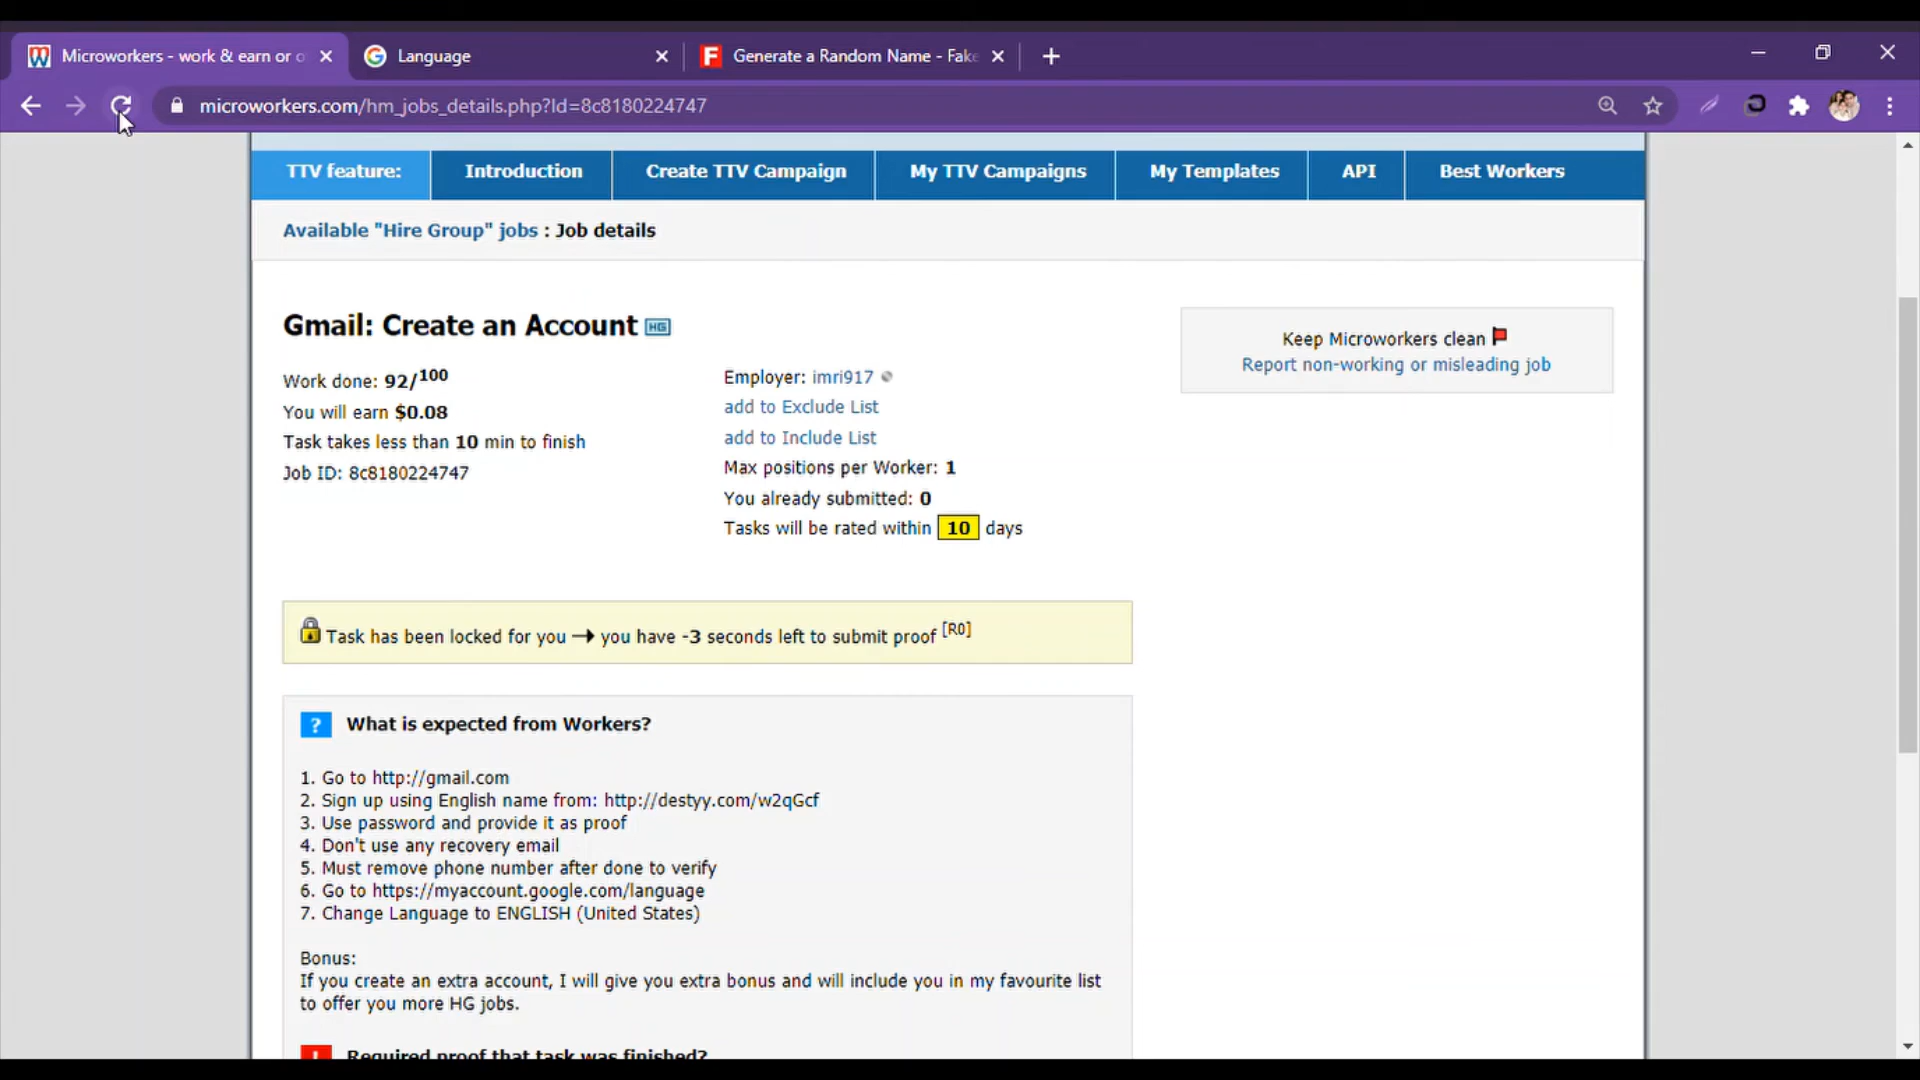 Microworkers - work & earn or o
Language
Generate a Random Name - Fake
microworkers.com/hm_jobs_details.php?Id=8c8180224747
TTV feature:
Introduction
Create TTV Campaign
My TTV Campaigns
My Templates
API
Best Workers
Available "Hire Group" jobs : Job details
Gmail: Create an Account HG
Work done: 92/100
You will earn $0.08
Task takes less than 10 min to finish
Job ID: 8c8180224747
Employer: imri917
add to Exclude List
add to Include List
Max positions per Worker: 1
You already submitted: 0
Tasks will be rated within 10 days
Keep Microworkers clean
Report non-working or misleading job
Task has been locked for you → you have -3 seconds left to submit proof [R0]
? What is expected from Workers?
1. Go to http://gmail.com
2. Sign up using English name from: http://destyy.com/w2qGcf
3. Use password and provide it as proof
4. Don't use any recovery email
5. Must remove phone number after done to verify
6. Go to https://myaccount.google.com/language
7. Change Language to ENGLISH (United States)
Bonus:
If you create an extra account, I will give you extra bonus and will include you in my favourite list
to offer you more HG jobs.
! Required proof that task was finished?